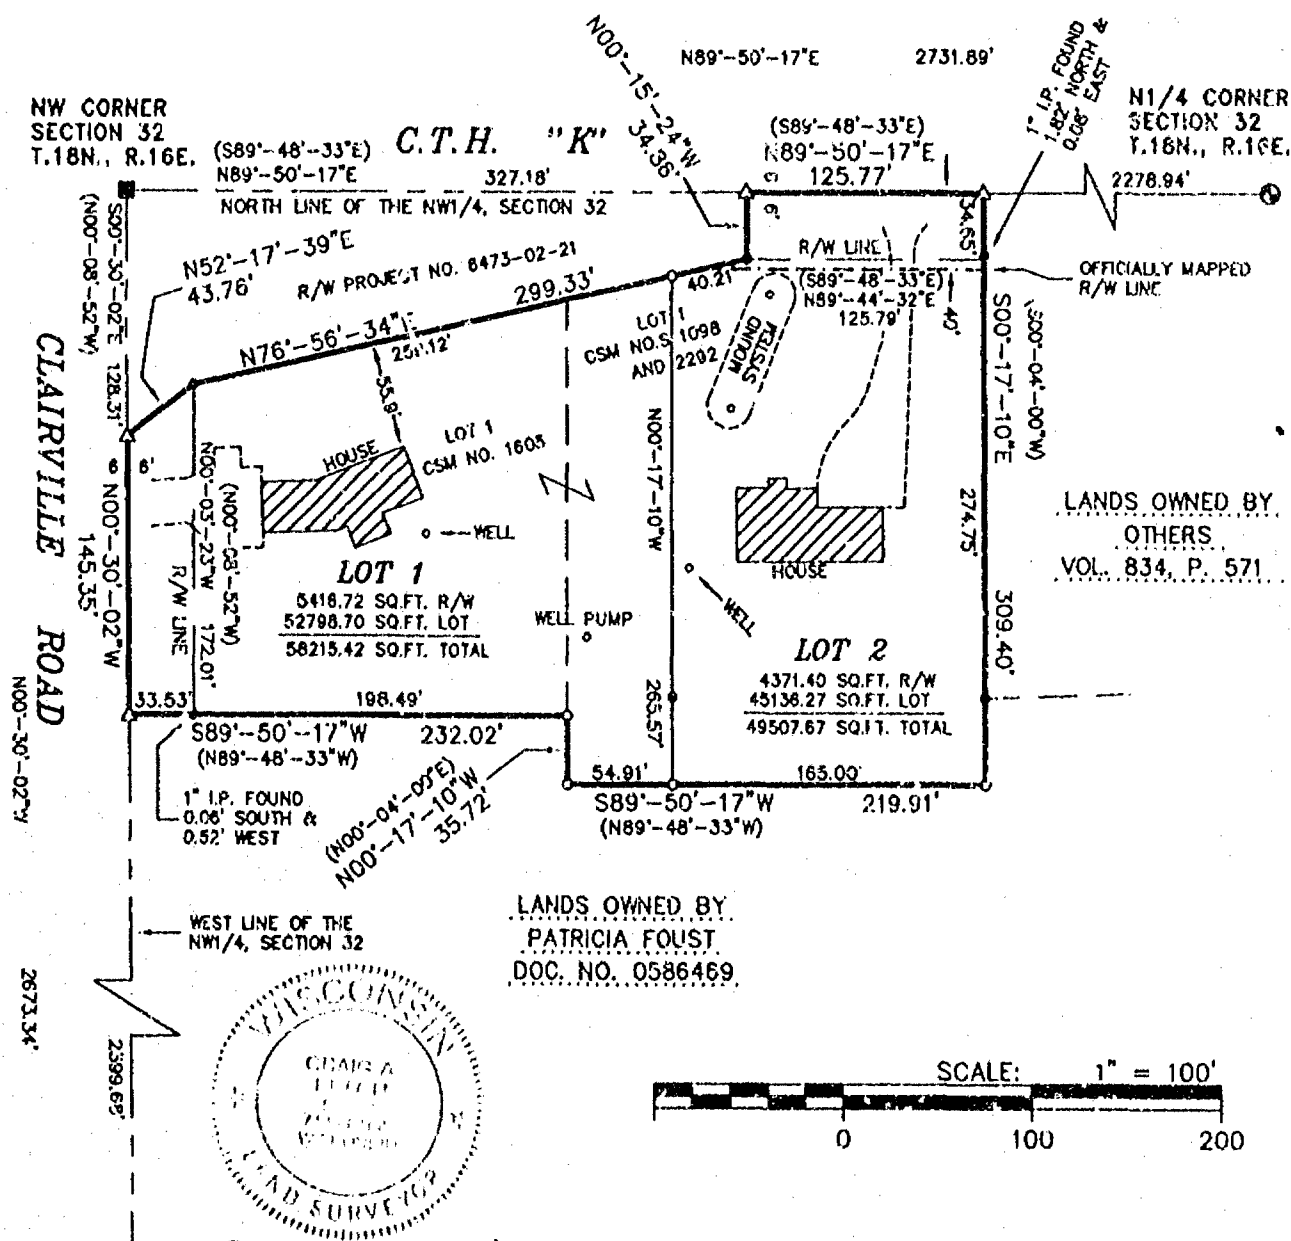 N89°-50'-17"E 2731.89'
NW CORNER
SECTION 32
T.18N., R.16E.
C.T.H. "K"
(S89°-48'-33"E)
N89°-50'-17"E
327.18'
NORTH LINE OF THE NW1/4, SECTION 32
N00°-15'-24"W
34.38'
(S89°-48'-33"E)
N89°-50'-17"E
125.77'
1" I.P. FOUND
1.82' NORTH &
0.08' EAST
N1/4 CORNER
SECTION 32
T.18N., R.16E.
2278.94'
S00°-30'-02"E 128.31'
(N00°-08'-52"W)
N52°-17'-39"E
43.76'
R/W PROJECT NO. 6473-02-21
299.33'
N76°-56'-34"E
40.21'
6'
R/W LINE
34.65'
(S89°-48'-33"E)
N89°-44'-32"E
125.79'
40'
OFFICIALLY MAPPED
R/W LINE
LOT 1
CSM NO.S 1098
AND 2292
MOUND
SYSTEM
55.9'
LOT 1
CSM NO. 1605
HOUSE
WELL
N00°-17'-10"W
265.57'
S00°-17'-10"E
(S00°-04'-00"W)
274.75'
309.40'
LANDS OWNED BY
OTHERS
VOL. 834, P. 571
CLAIRVILLE ROAD
6'
N00°-30'-02"W
145.35'
N00°-03'-23"W 172.01'
(N00°-08'-52"W)
R/W LINE
LOT 1
5416.72 SQ.FT. R/W
52798.70 SQ.FT. LOT
58215.42 SQ.FT. TOTAL
WELL PUMP
HOUSE
WELL
LOT 2
4371.40 SQ.FT. R/W
45136.27 SQ.FT. LOT
49507.67 SQ.FT. TOTAL
33.53'
198.49'
S89°-50'-17"W 232.02'
(N89°-48'-33"W)
1" I.P. FOUND
0.06' SOUTH &
0.52' WEST
(N00°-04'-00"E)
N00°-17'-10"W
35.72'
54.91'
165.00'
S89°-50'-17"W 219.91'
(N89°-48'-33"W)
N00°-30'-02"W
2673.34'
WEST LINE OF THE
NW1/4, SECTION 32
2399.68'
LANDS OWNED BY
PATRICIA FOUST
DOC. NO. 0586469
WISCONSIN
CRAIG A
LAND SURVEYOR
SCALE: 1" = 100'
0 100 200